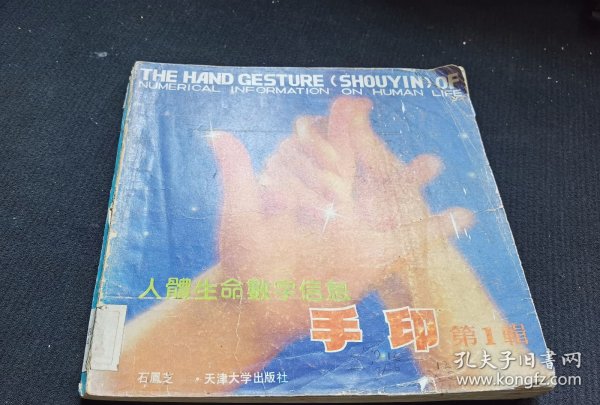 THE HAND GESTURE (SHOUYIN) OF
NUMERICAL INFORMATION ON HUMAN LIFE
人體生命數字信息
手印 第1輯
石鳳芝 · 天津大学出版社
孔夫子旧书网
www.kongfz.com